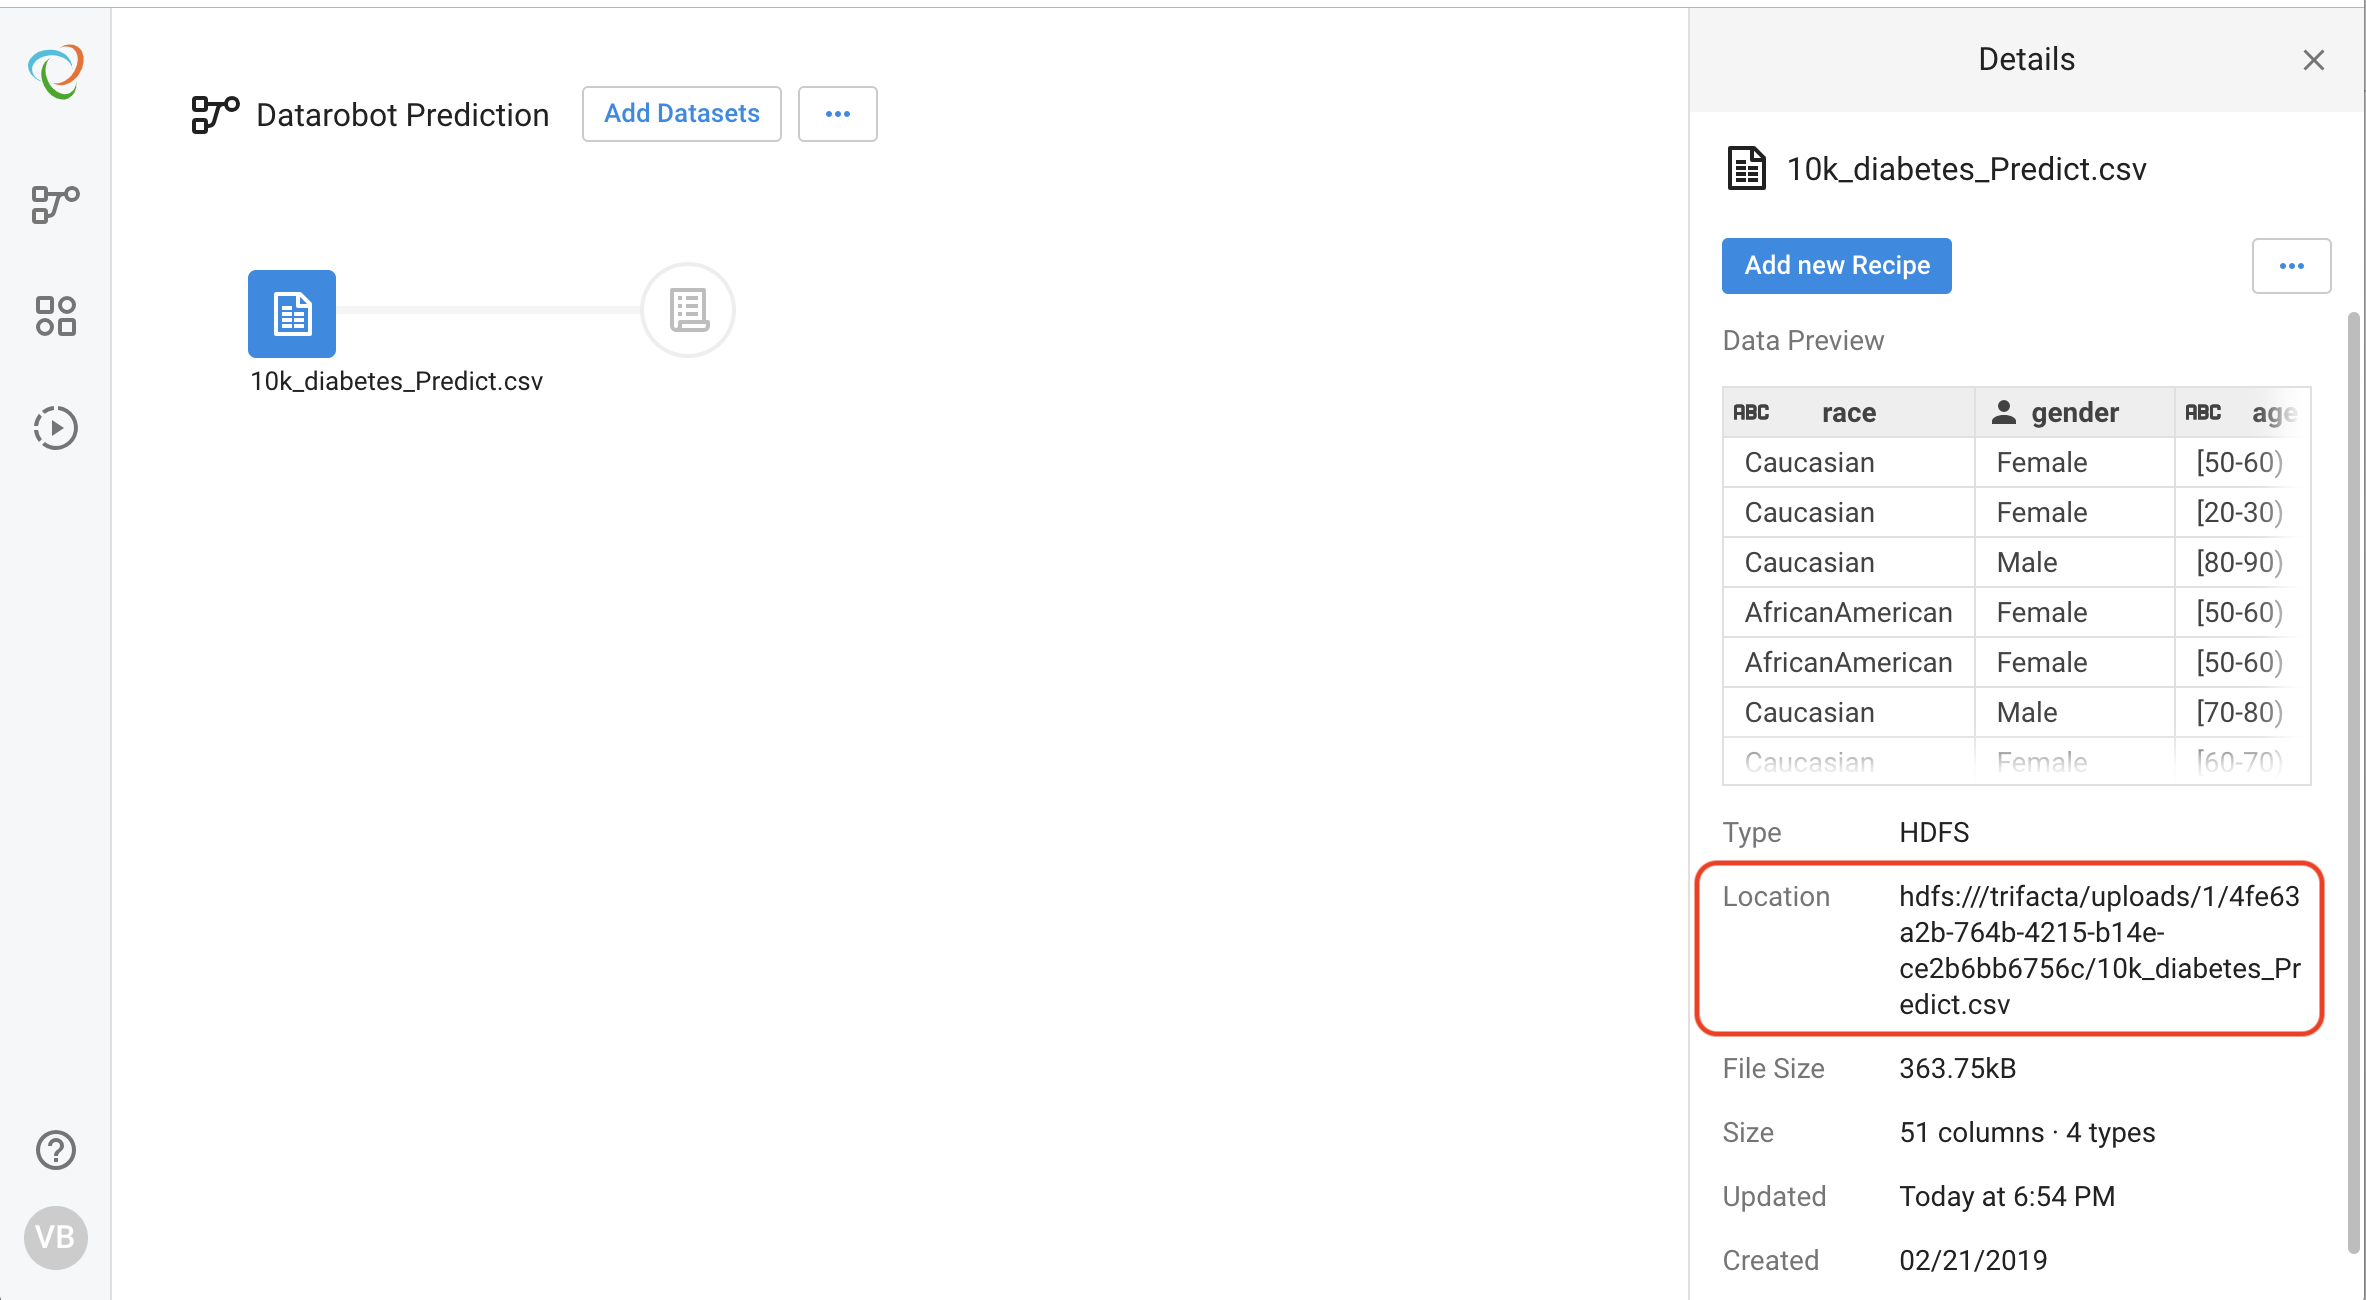 Datarobot Prediction
Add Datasets
...
10k_diabetes_Predict.csv
VB
Details
10k_diabetes_Predict.csv
Add new Recipe
...
Data Preview
ABC race gender ABC age
Caucasian Female [50-60)
Caucasian Female [20-30)
Caucasian Male [80-90)
AfricanAmerican Female [50-60)
AfricanAmerican Female [50-60)
Caucasian Male [70-80)
Caucasian Female [60-70)
Type HDFS
Location hdfs:///trifacta/uploads/1/4fe63
a2b-764b-4215-b14e-
ce2b6bb6756c/10k_diabetes_Pr
edict.csv
File Size 363.75kB
Size 51 columns · 4 types
Updated Today at 6:54 PM
Created 02/21/2019